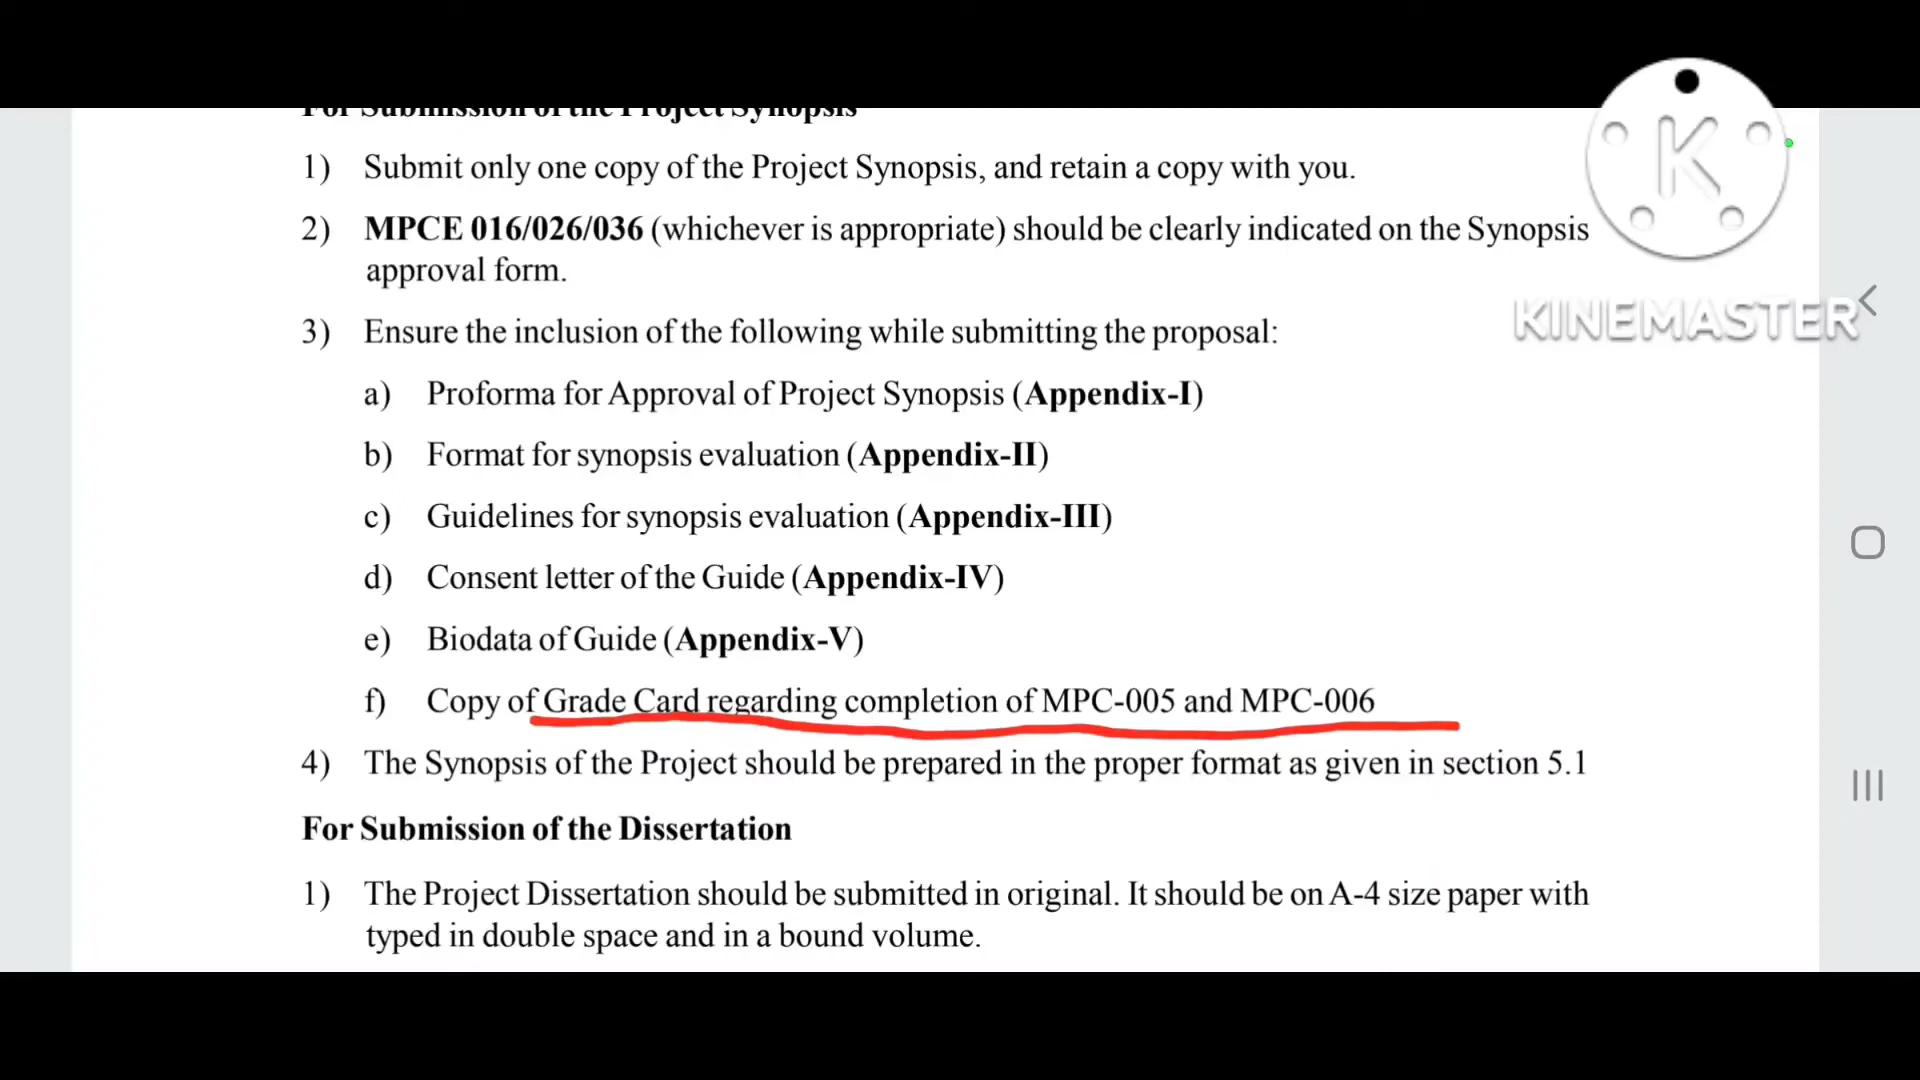 For Submission of the Project Synopsis
1) Submit only one copy of the Project Synopsis, and retain a copy with you.
2) MPCE 016/026/036 (whichever is appropriate) should be clearly indicated on the Synopsis
approval form.
3) Ensure the inclusion of the following while submitting the proposal:
a) Proforma for Approval of Project Synopsis (Appendix-I)
b) Format for synopsis evaluation (Appendix-II)
c) Guidelines for synopsis evaluation (Appendix-III)
d) Consent letter of the Guide (Appendix-IV)
e) Biodata of Guide (Appendix-V)
f) Copy of Grade Card regarding completion of MPC-005 and MPC-006
4) The Synopsis of the Project should be prepared in the proper format as given in section 5.1
For Submission of the Dissertation
1) The Project Dissertation should be submitted in original. It should be on A-4 size paper with
typed in double space and in a bound volume.
K
KINEMASTER